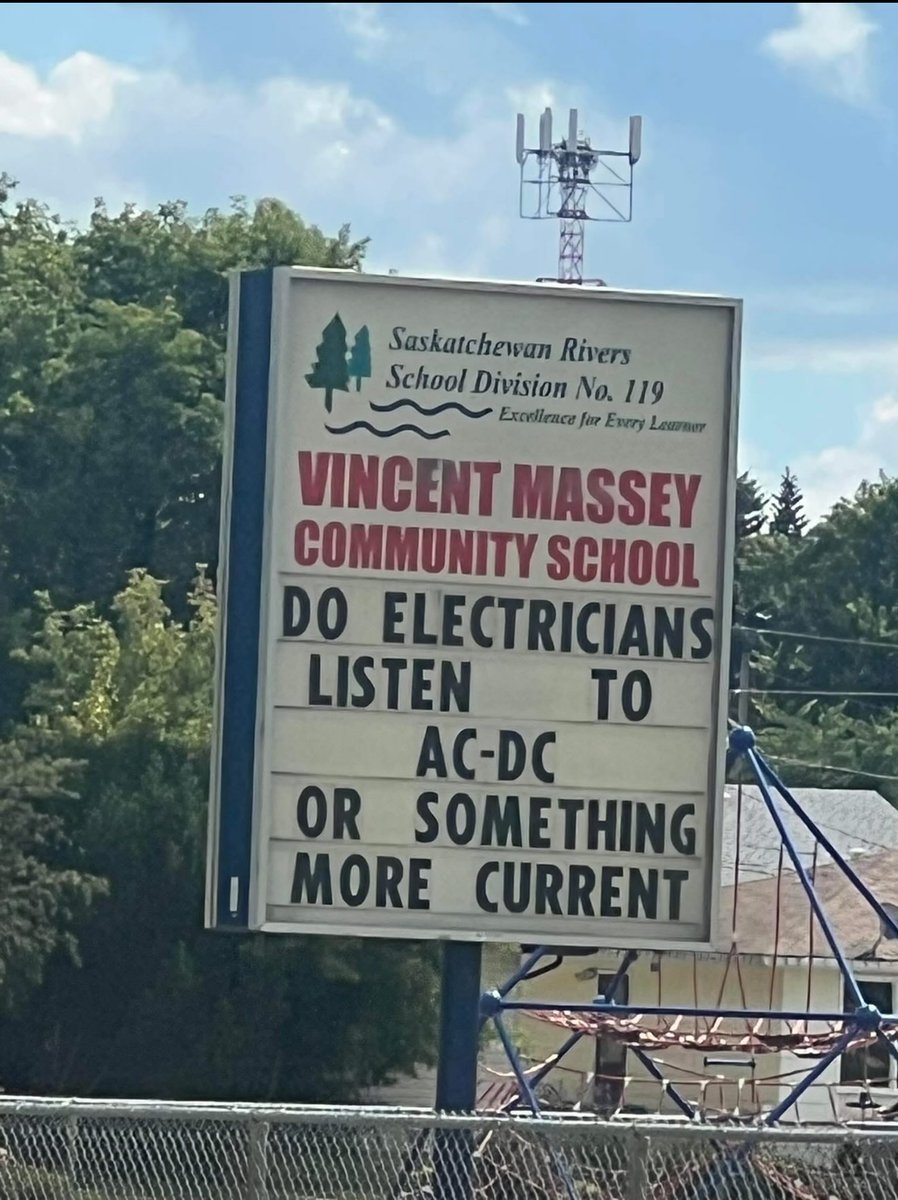 Saskatchewan Rivers
School Division No. 119
Excellence for Every Learner
VINCENT MASSEY
COMMUNITY SCHOOL
DO ELECTRICIANS
LISTEN TO
AC-DC
OR SOMETHING
MORE CURRENT